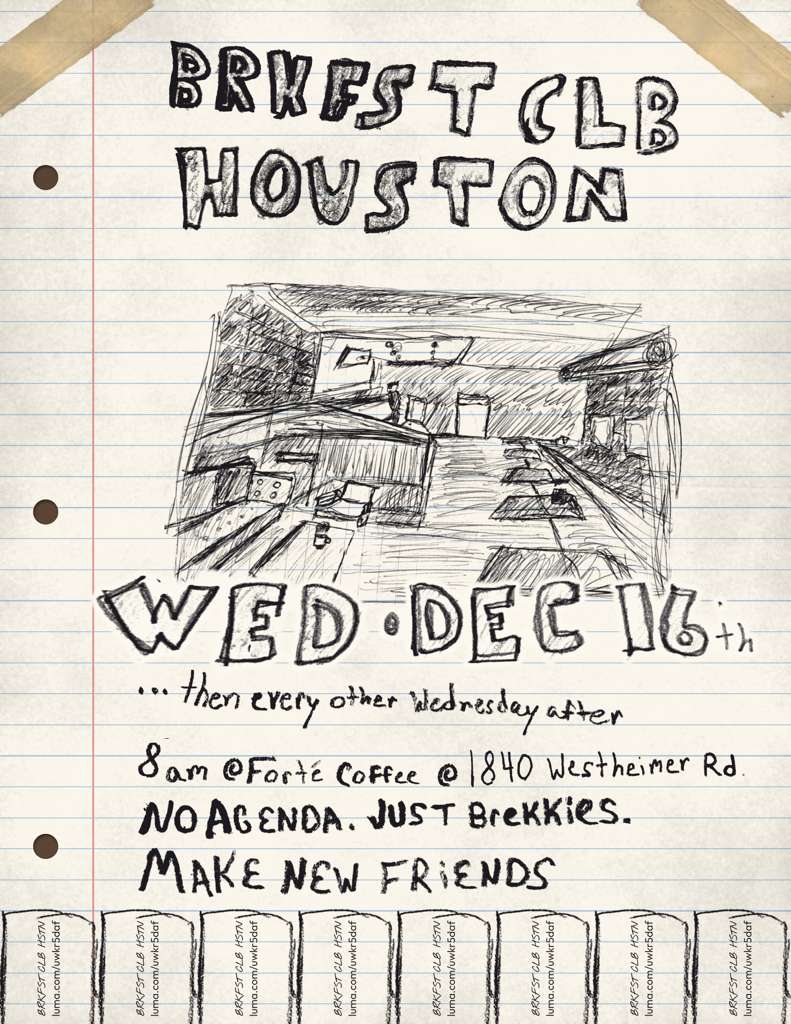 BRKFST CLB
HOUSTON
WED·DEC 16th
... then every other Wednesday after
8am @Forté Coffee @ 1840 Westheimer Rd.
NO AGENDA. JUST BREKKIES.
MAKE NEW FRIENDS
BRKFST CLB HSTN
luma.com/uwkr5daf
BRKFST CLB HSTN
luma.com/uwkr5daf
BRKFST CLB HSTN
luma.com/uwkr5daf
BRKFST CLB HSTN
luma.com/uwkr5daf
BRKFST CLB HSTN
luma.com/uwkr5daf
BRKFST CLB HSTN
luma.com/uwkr5daf
BRKFST CLB HSTN
luma.com/uwkr5daf
BRKFST CLB HSTN
luma.com/uwkr5daf